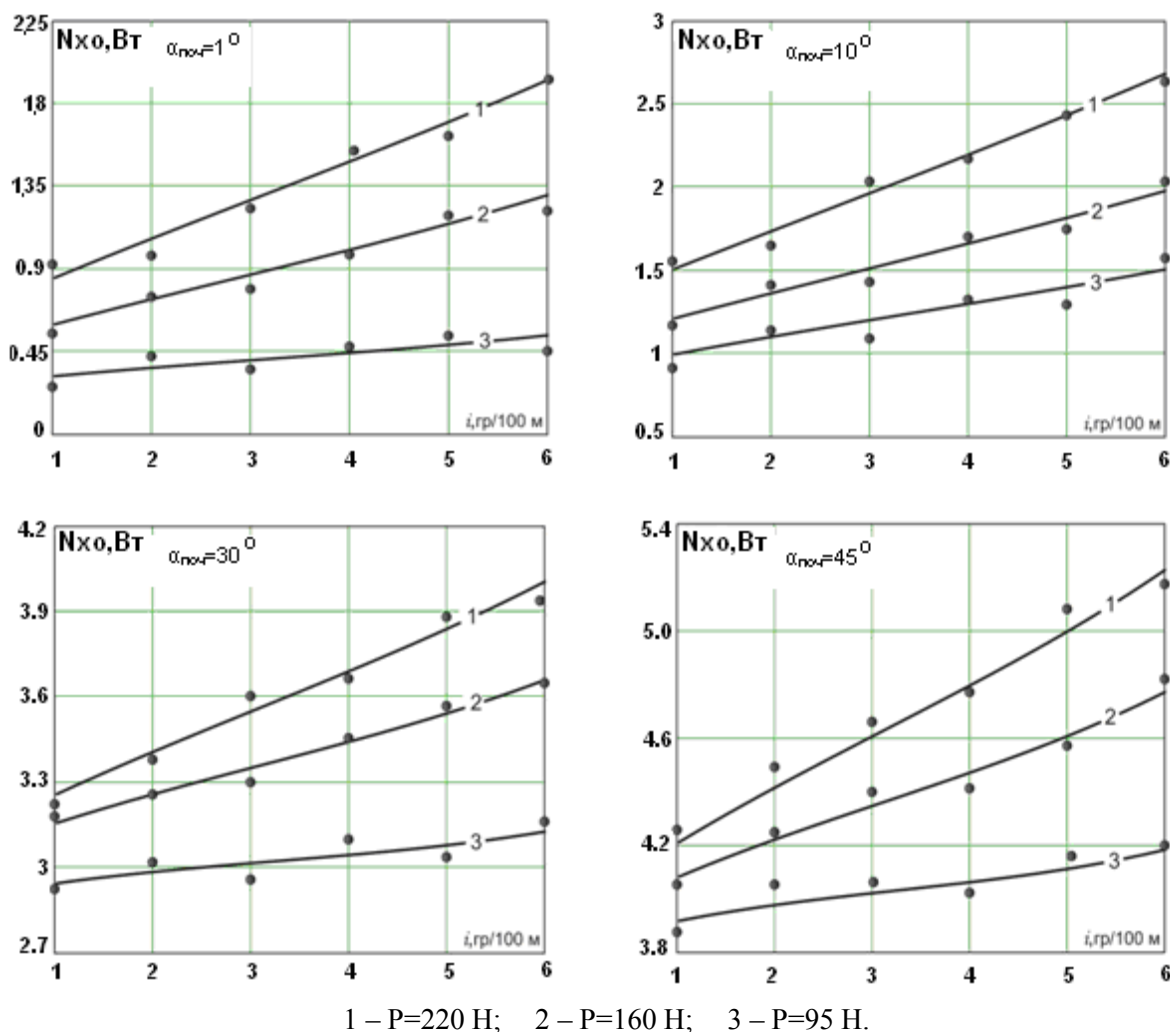 2,25
Nхо,Вт αпоч=1°
1,8
1
1,35
2
0.9
3
0.45
i,гр/100 м
0
1 2 3 4 5 6
3
Nхо,Вт αпоч=10°
2.5
1
2
2
1.5
3
1
i,гр/100 м
0.5
1 2 3 4 5 6
4.2
Nхо,Вт αпоч=30°
3.9
1
3.6
2
3.3
3
3
i,гр/100 м
2.7
1 2 3 4 5 6
5.4
Nхо,Вт αпоч=45°
5.0
1
4.6
2
4.2
3
3.8
i,гр/100 м
1 2 3 4 5 6
1 – P=220 Н; 2 – P=160 Н; 3 – P=95 Н.